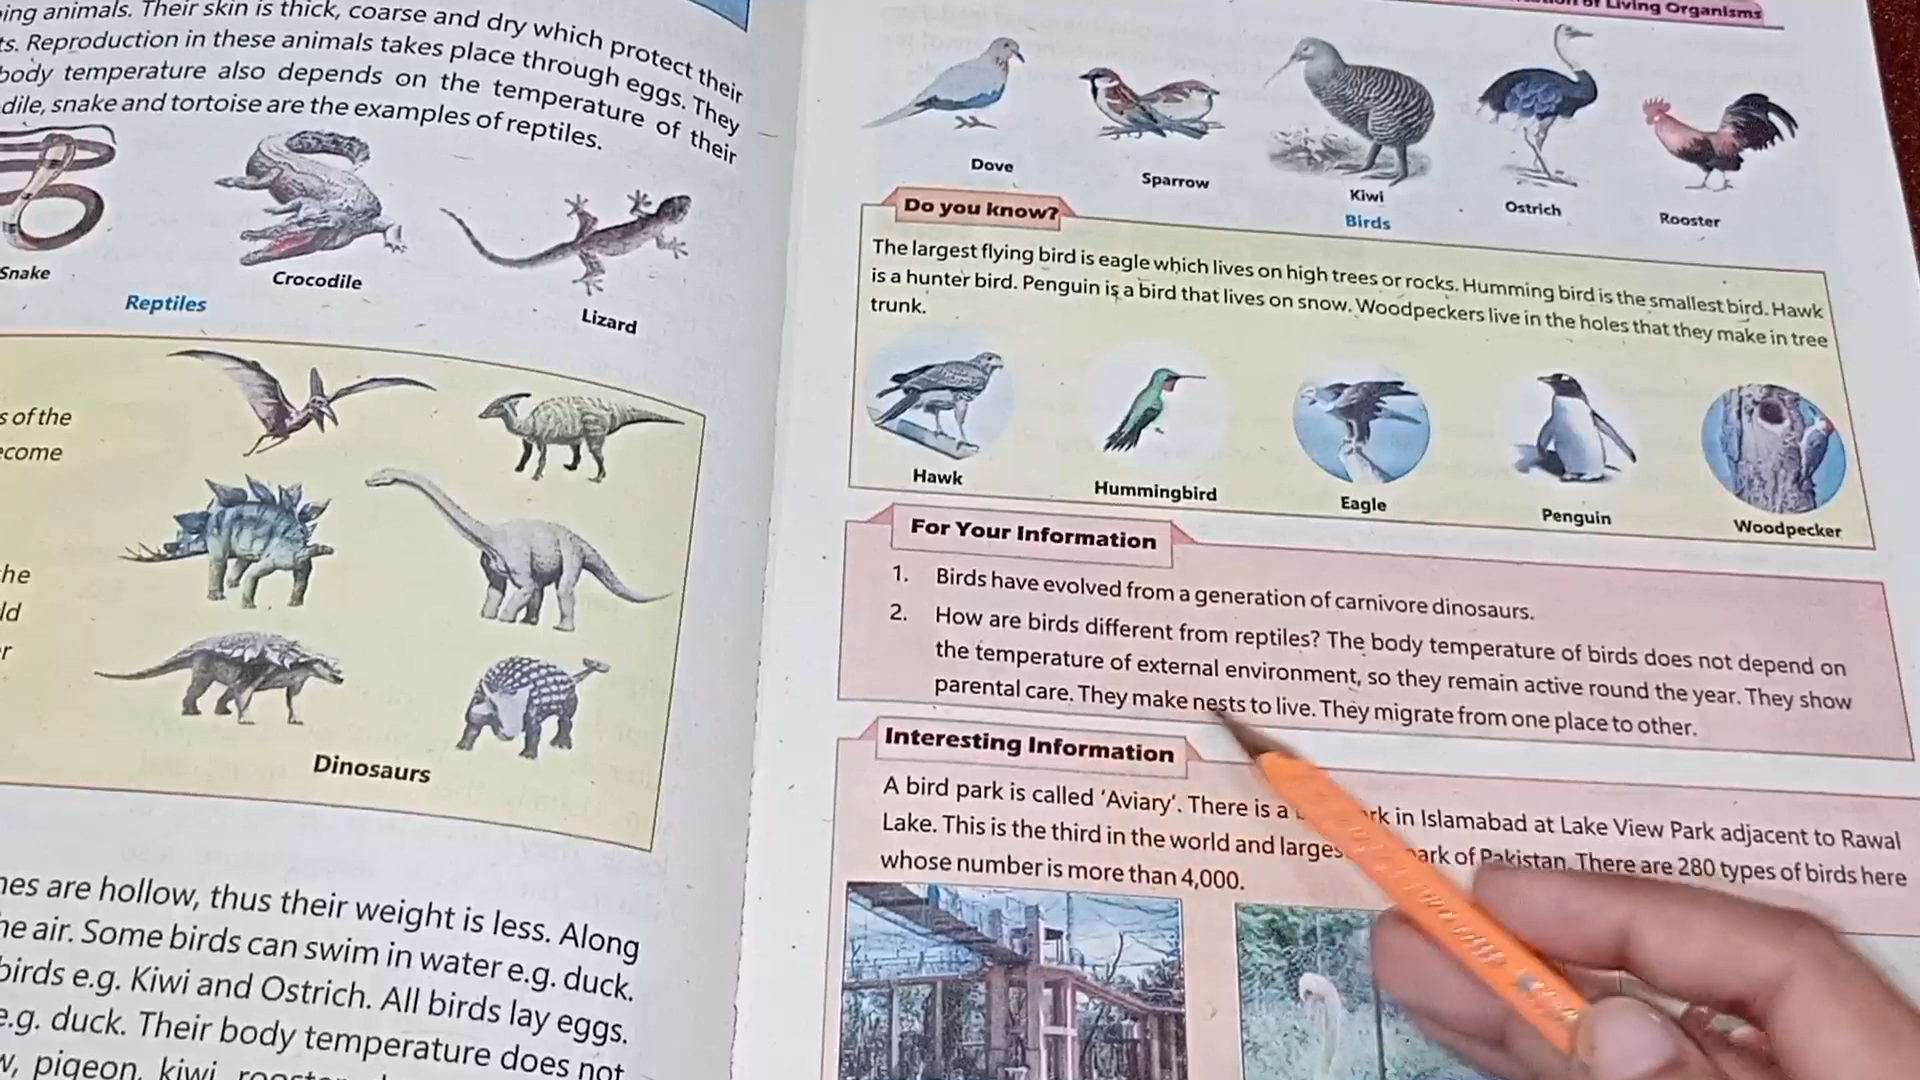 ing animals. Their skin is thick, coarse and dry which protect their
ts. Reproduction in these animals takes place through eggs. They
body temperature also depends on the temperature of their
dile, snake and tortoise are the examples of reptiles.
Snake
Crocodile
Lizard
Reptiles
s of the
come
he
ld
r
Dinosaurs
nes are hollow, thus their weight is less. Along
he air. Some birds can swim in water e.g. duck.
birds e.g. Kiwi and Ostrich. All birds lay eggs.
e.g. duck. Their body temperature does not
w, pigeon, kiwi,
of Living Organisms
Dove
Sparrow
Kiwi
Ostrich
Rooster
Birds
Do you know?
The largest flying bird is eagle which lives on high trees or rocks. Humming bird is the smallest bird. Hawk
is a hunter bird. Penguin is a bird that lives on snow. Woodpeckers live in the holes that they make in tree
trunk.
Hawk
Hummingbird
Eagle
Penguin
Woodpecker
For Your Information
1. Birds have evolved from a generation of carnivore dinosaurs.
2. How are birds different from reptiles? The body temperature of birds does not depend on
the temperature of external environment, so they remain active round the year. They show
parental care. They make nests to live. They migrate from one place to other.
Interesting Information
A bird park is called 'Aviary'. There is a rk in Islamabad at Lake View Park adjacent to Rawal
Lake. This is the third in the world and larges ark of Pakistan. There are 280 types of birds here
whose number is more than 4,000.